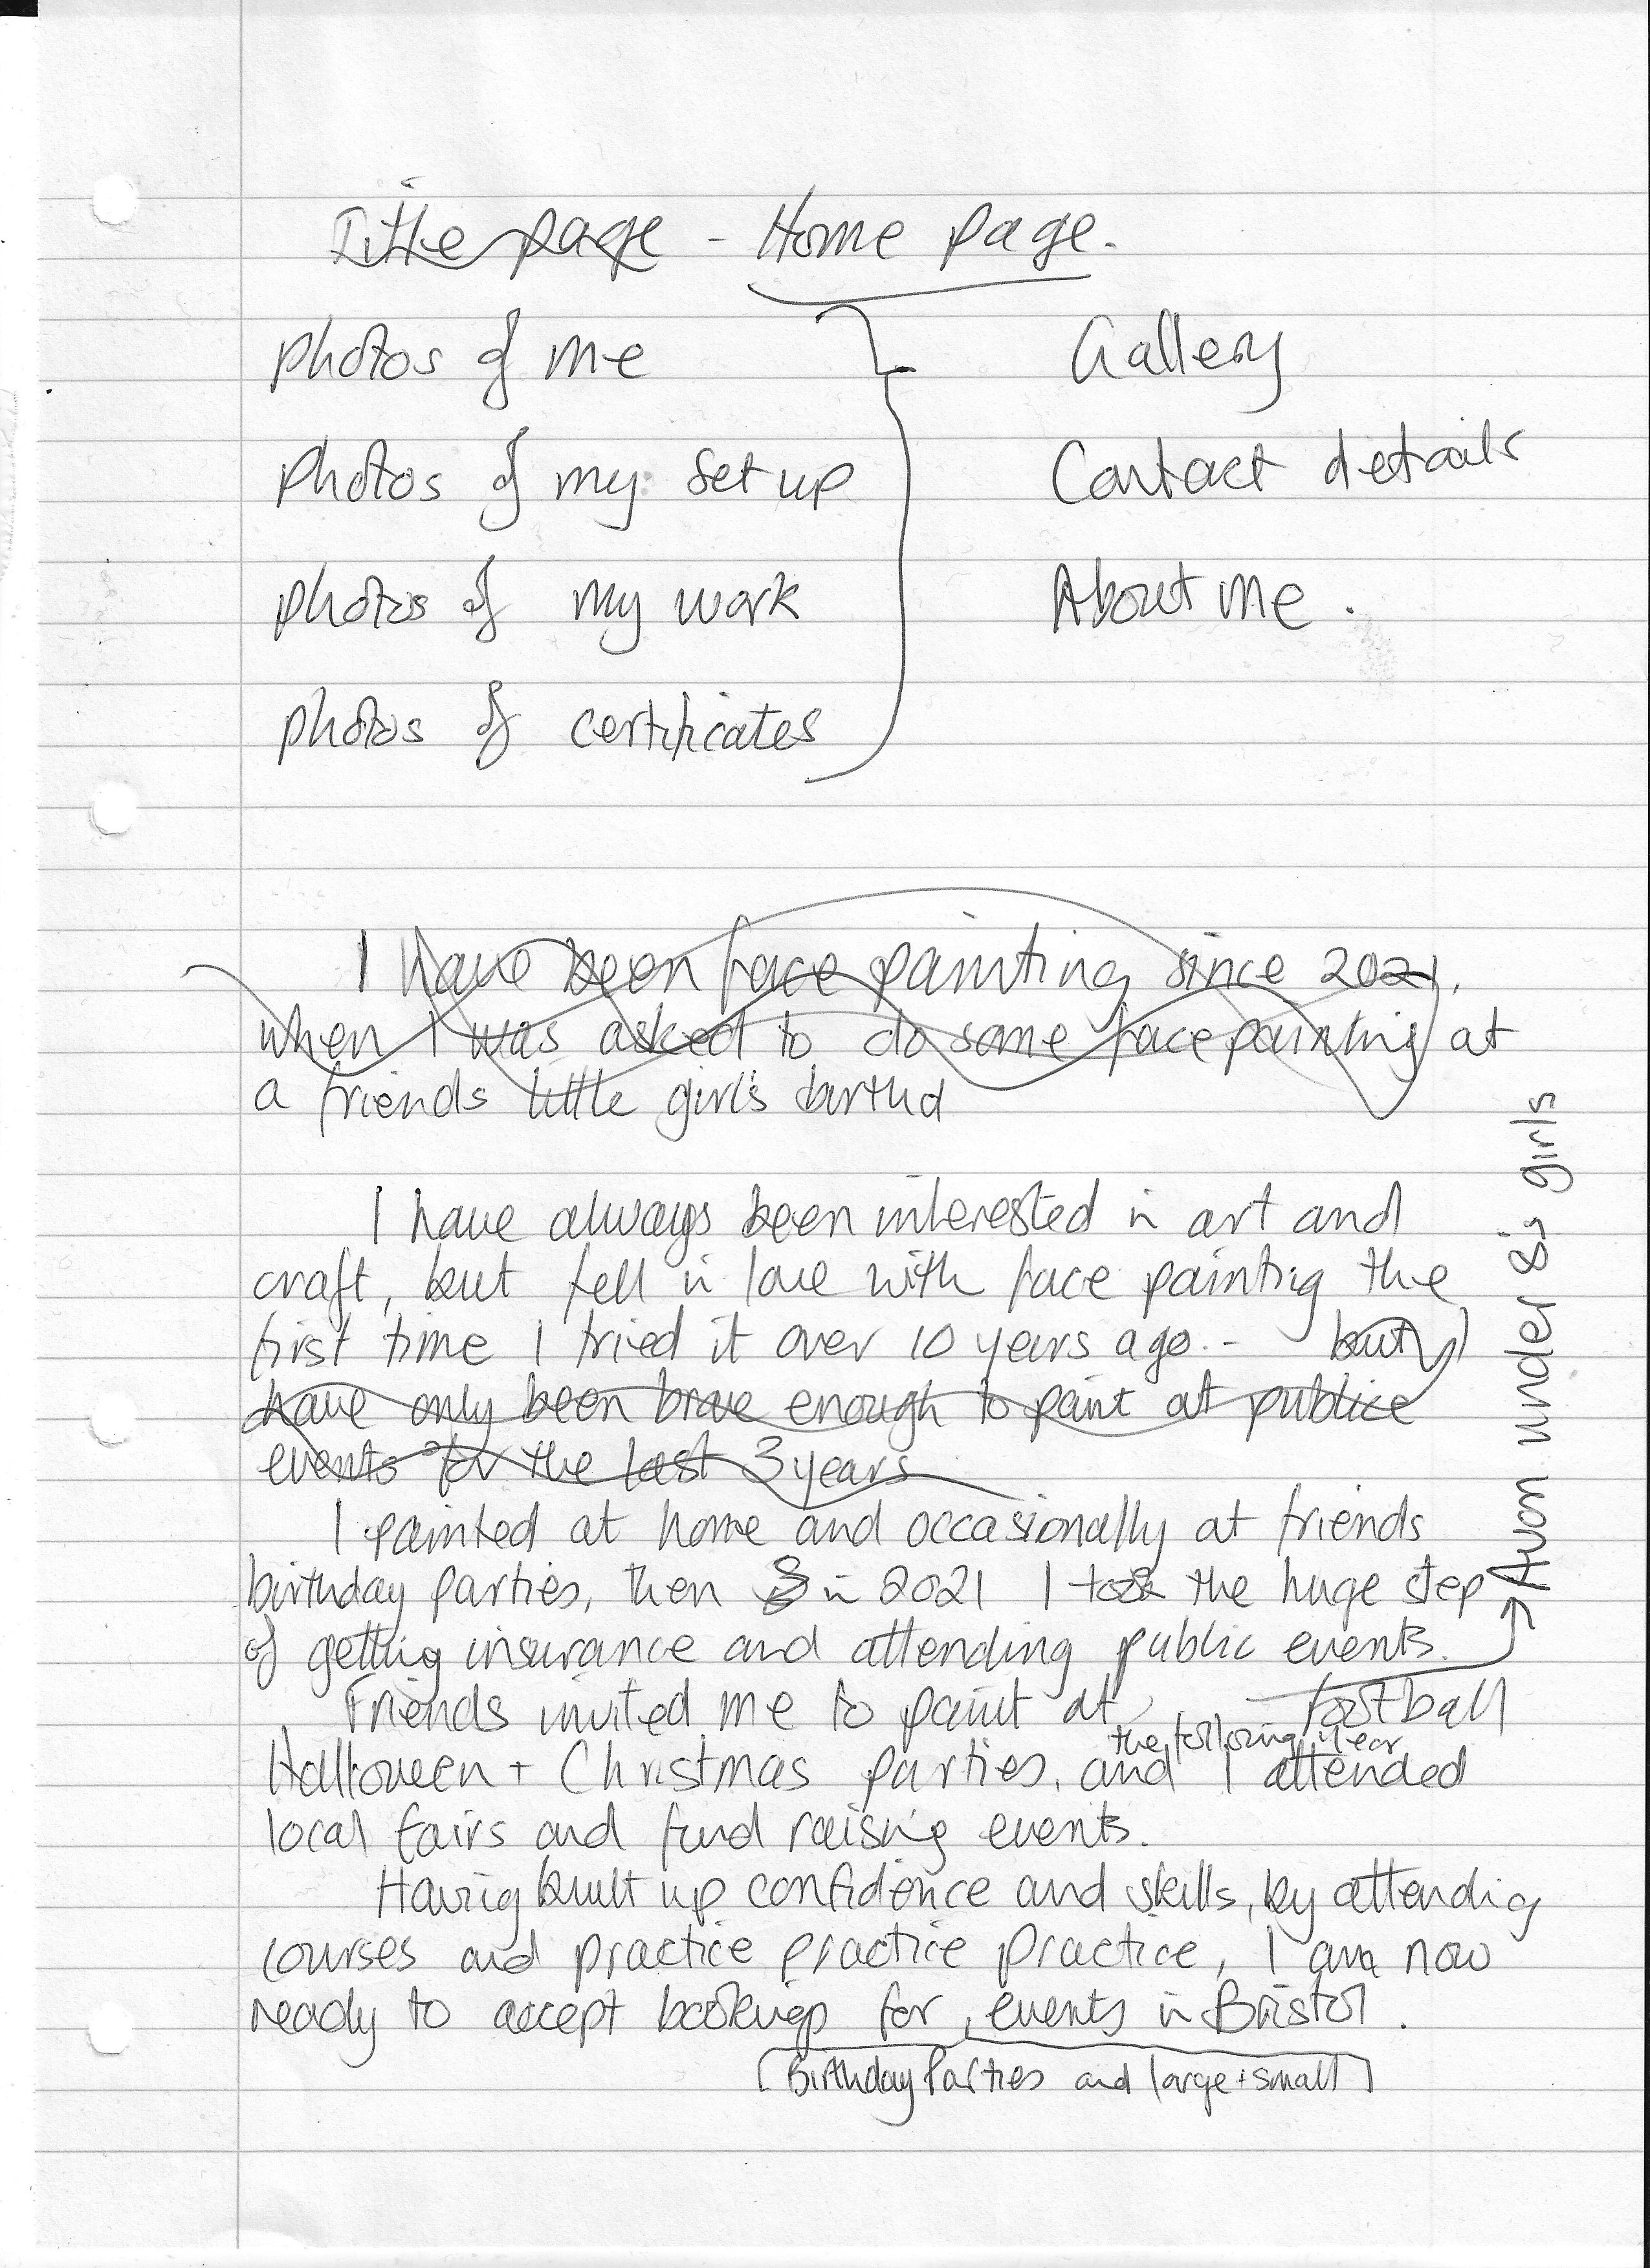 Title page - Home page.
photos of me
photos of my set up
photos of my work
photos of certificates
Gallery
Contact details
About me.
I have been face painting since 2021,
when I was asked to do some face painting at
a friends little girl's birthd
I have always been interested in art and
craft, but fell in love with face painting the
first time I tried it over 10 years ago. - but I
have only been brave enough to paint at publice
events for the last 3 years
I painted at home and occasionally at friends
birthday parties, then in 2021 I took the huge step
of getting insurance and attending public events.
Friends invited me to paint at football
Avon under 8's girls
Halloween + Christmas parties, and the following year I attended
local fairs and fund raising events.
Having built up confidence and skills, by attending
courses and practice practice practice, I am now
ready to accept bookings for events in Bristol.
Birthday Parties and large + small